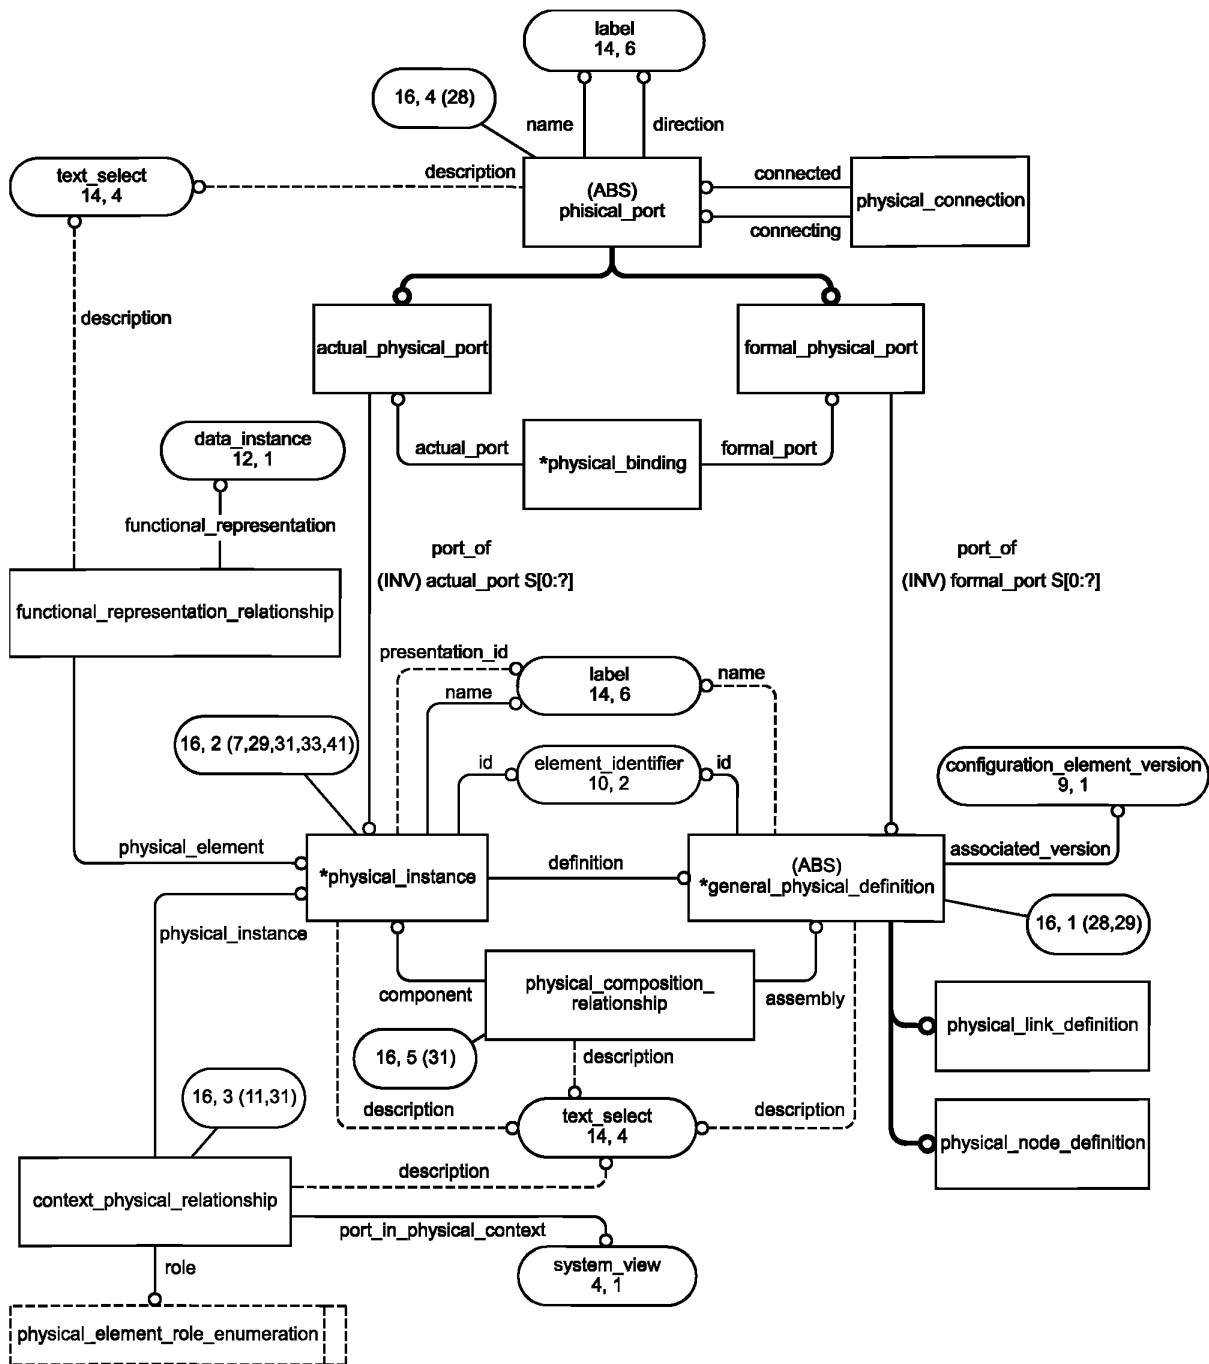 label
14, 6
16, 4 (28)
name
direction
text_select
14, 4
description
(ABS)
phisical_port
connected
connecting
physical_connection
description
actual_physical_port
formal_physical_port
data_instance
12, 1
actual_port
*physical_binding
formal_port
functional_representation
port_of
(INV) actual_port S[0:?]
port_of
(INV) formal_port S[0:?]
functional_representation_relationship
presentation_id
name
label
14, 6
name
16, 2 (7,29,31,33,41)
id
element_identifier
10, 2
id
configuration_element_version
9, 1
physical_element
*physical_instance
definition
(ABS)
*general_physical_definition
associated_version
physical_instance
16, 1 (28,29)
component
physical_composition_
relationship
assembly
physical_link_definition
16, 5 (31)
description
16, 3 (11,31)
description
text_select
14, 4
description
physical_node_definition
context_physical_relationship
description
port_in_physical_context
system_view
4, 1
role
physical_element_role_enumeration